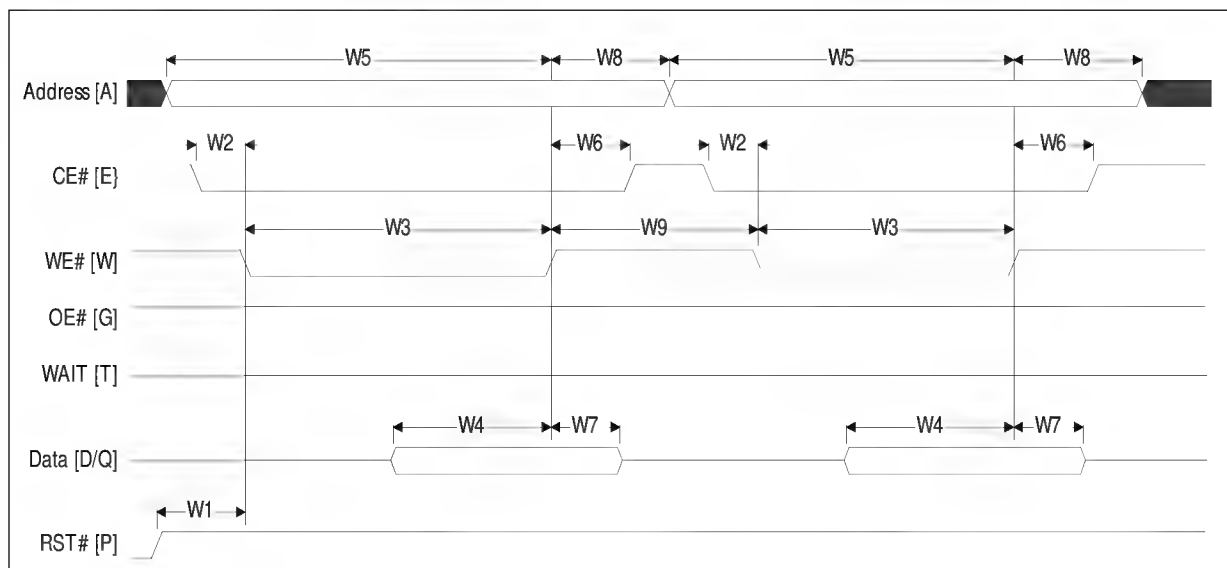 W5 W8 W5 W8
Address [A]
W2 W6 W2 W6
CE# [E}
W3 W9 W3
WE# [W]
OE# [G]
WAIT [T]
W4 W7 W4 W7
Data [D/Q]
W1
RST# [P]